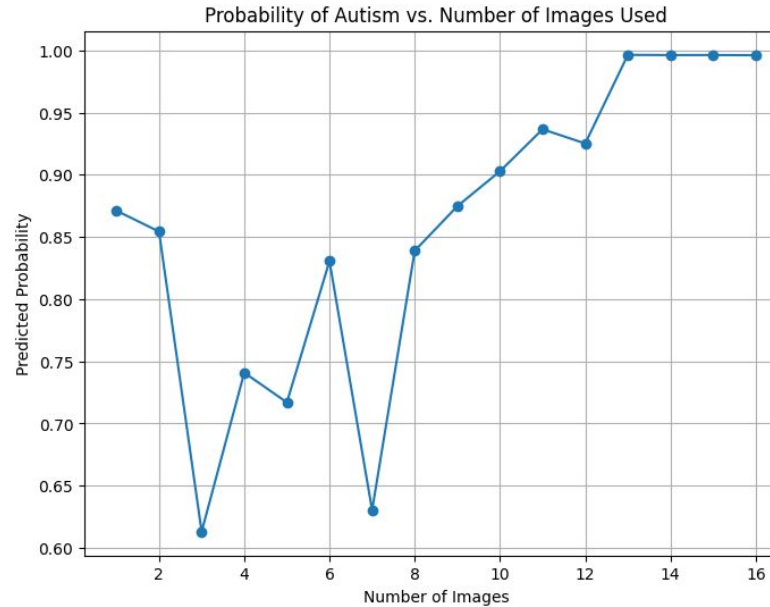 Probability of Autism vs. Number of Images Used
1.00
0.95
0.90
0.85
0.80
0.75
0.70
0.65
0.60
Predicted Probability
2 4 6 8 10 12 14 16
Number of Images